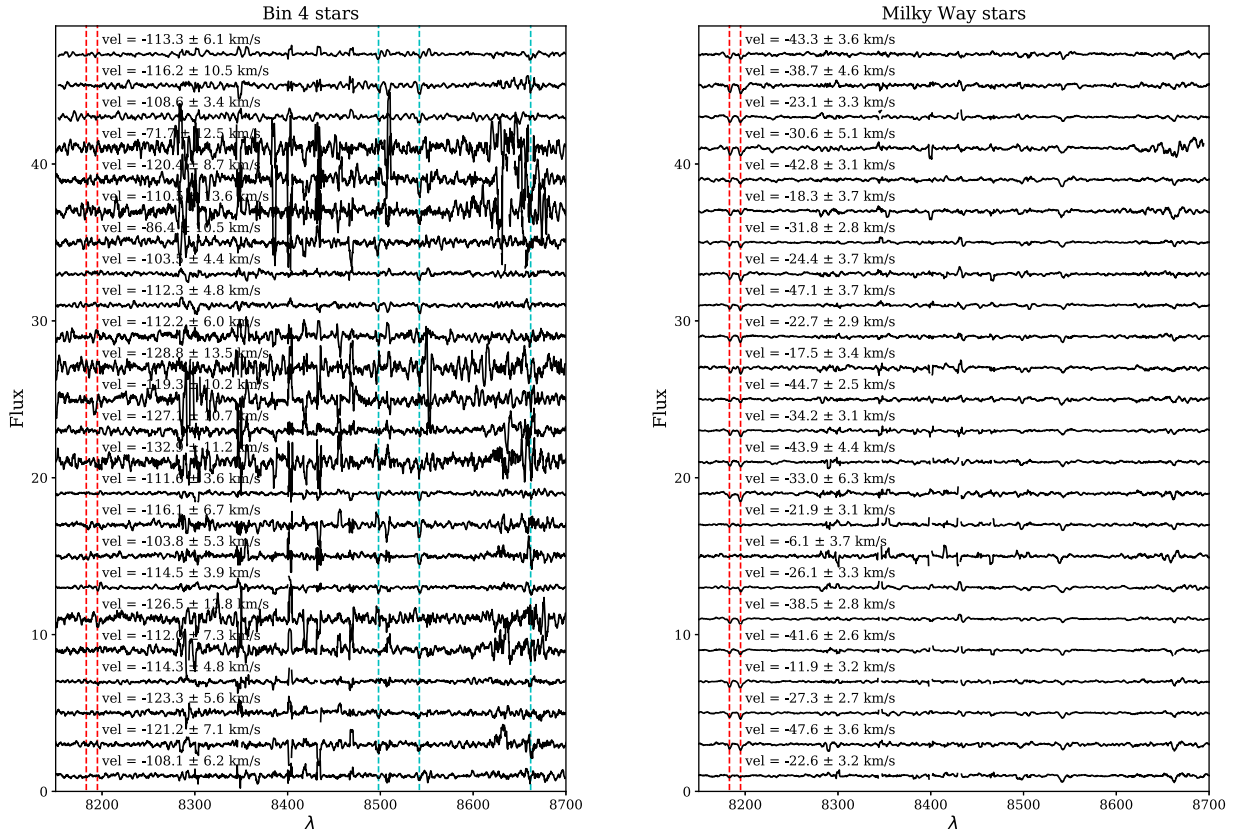 Bin 4 stars
vel = -113.3 ± 6.1 km/s
vel = -116.2 ± 10.5 km/s
vel = -108.6 ± 3.4 km/s
vel = -71.7 ± 12.5 km/s
vel = -120.4 ± 8.7 km/s
vel = -110.5 ± 13.6 km/s
vel = -86.4 ± 10.5 km/s
vel = -103.5 ± 4.4 km/s
vel = -112.3 ± 4.8 km/s
vel = -112.2 ± 6.0 km/s
vel = -128.8 ± 13.5 km/s
vel = -119.3 ± 10.2 km/s
vel = -127.1 ± 10.7 km/s
vel = -132.9 ± 11.2 km/s
vel = -111.6 ± 3.6 km/s
vel = -116.1 ± 6.7 km/s
vel = -103.8 ± 5.3 km/s
vel = -114.5 ± 3.9 km/s
vel = -126.5 ± 13.8 km/s
vel = -112.0 ± 7.3 km/s
vel = -114.3 ± 4.8 km/s
vel = -123.3 ± 5.6 km/s
vel = -121.2 ± 7.1 km/s
vel = -108.1 ± 6.2 km/s
40
30
20
10
0
Flux
8200 8300 8400 8500 8600 8700
λ
Milky Way stars
vel = -43.3 ± 3.6 km/s
vel = -38.7 ± 4.6 km/s
vel = -23.1 ± 3.3 km/s
vel = -30.6 ± 5.1 km/s
vel = -42.8 ± 3.1 km/s
vel = -18.3 ± 3.7 km/s
vel = -31.8 ± 2.8 km/s
vel = -24.4 ± 3.7 km/s
vel = -47.1 ± 3.7 km/s
vel = -22.7 ± 2.9 km/s
vel = -17.5 ± 3.4 km/s
vel = -44.7 ± 2.5 km/s
vel = -34.2 ± 3.1 km/s
vel = -43.9 ± 4.4 km/s
vel = -33.0 ± 6.3 km/s
vel = -21.9 ± 3.1 km/s
vel = -6.1 ± 3.7 km/s
vel = -26.1 ± 3.3 km/s
vel = -38.5 ± 2.8 km/s
vel = -41.6 ± 2.6 km/s
vel = -11.9 ± 3.2 km/s
vel = -27.3 ± 2.7 km/s
vel = -47.6 ± 3.6 km/s
vel = -22.6 ± 3.2 km/s
40
30
20
10
0
Flux
8200 8300 8400 8500 8600 8700
λ